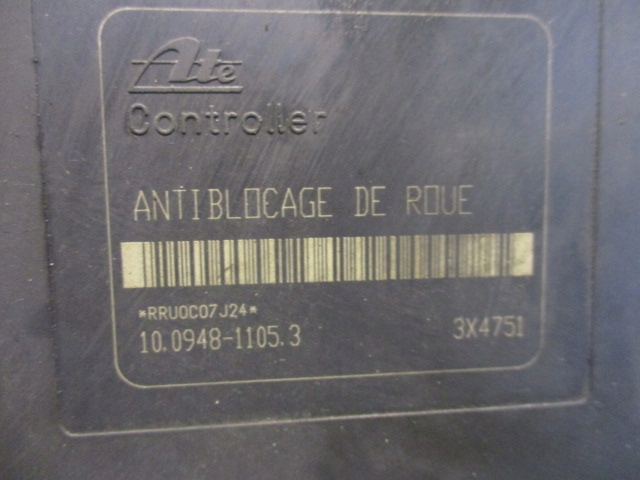 Ate
Controller
ANTIBLOCAGE DE ROUE
*RRU0C07J24*
10.0948-1105.3 3X4751